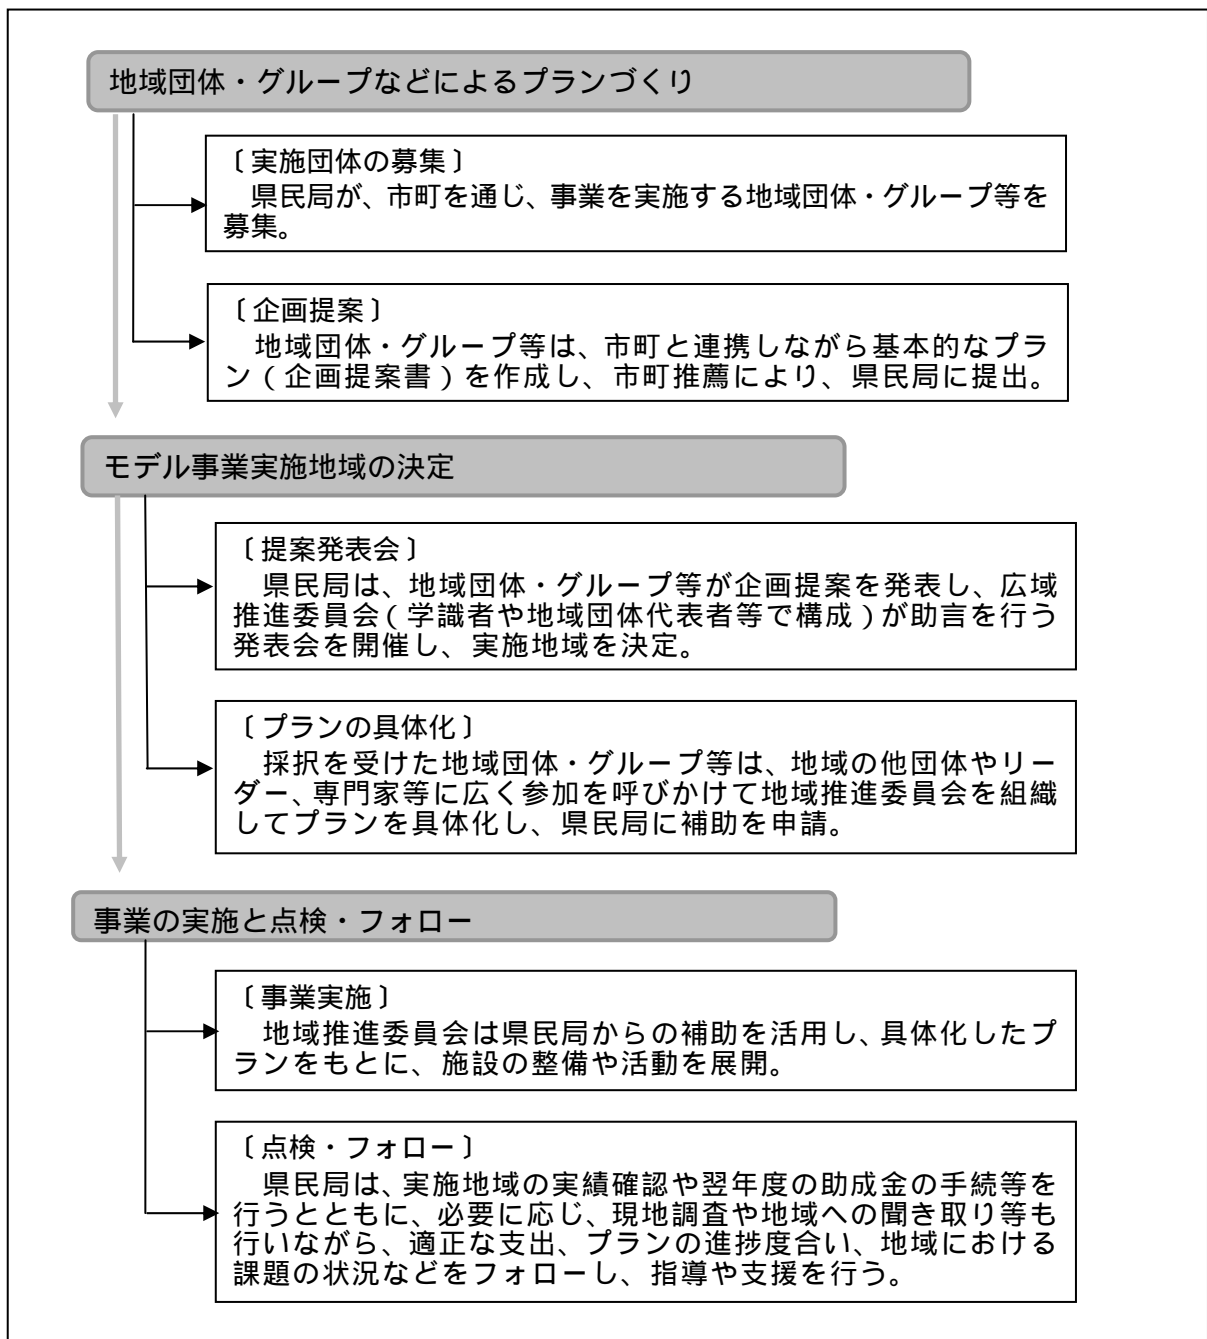 地域団体・グループなどによるプランづくり
〔実施団体の募集〕
県民局が、市町を通じ、事業を実施する地域団体・グループ等を
募集。
〔企画提案〕
地域団体・グループ等は、市町と連携しながら基本的なプラ
ン（企画提案書）を作成し、市町推薦により、県民局に提出。
モデル事業実施地域の決定
〔提案発表会〕
県民局は、地域団体・グループ等が企画提案を発表し、広域
推進委員会（学識者や地域団体代表者等で構成）が助言を行う
発表会を開催し、実施地域を決定。
〔プランの具体化〕
採択を受けた地域団体・グループ等は、地域の他団体やリー
ダー、専門家等に広く参加を呼びかけて地域推進委員会を組織
してプランを具体化し、県民局に補助を申請。
事業の実施と点検・フォロー
〔事業実施〕
地域推進委員会は県民局からの補助を活用し、具体化したプ
ランをもとに、施設の整備や活動を展開。
〔点検・フォロー〕
県民局は、実施地域の実績確認や翌年度の助成金の手続等を
行うとともに、必要に応じ、現地調査や地域への聞き取り等も
行いながら、適正な支出、プランの進捗度合い、地域における
課題の状況などをフォローし、指導や支援を行う。